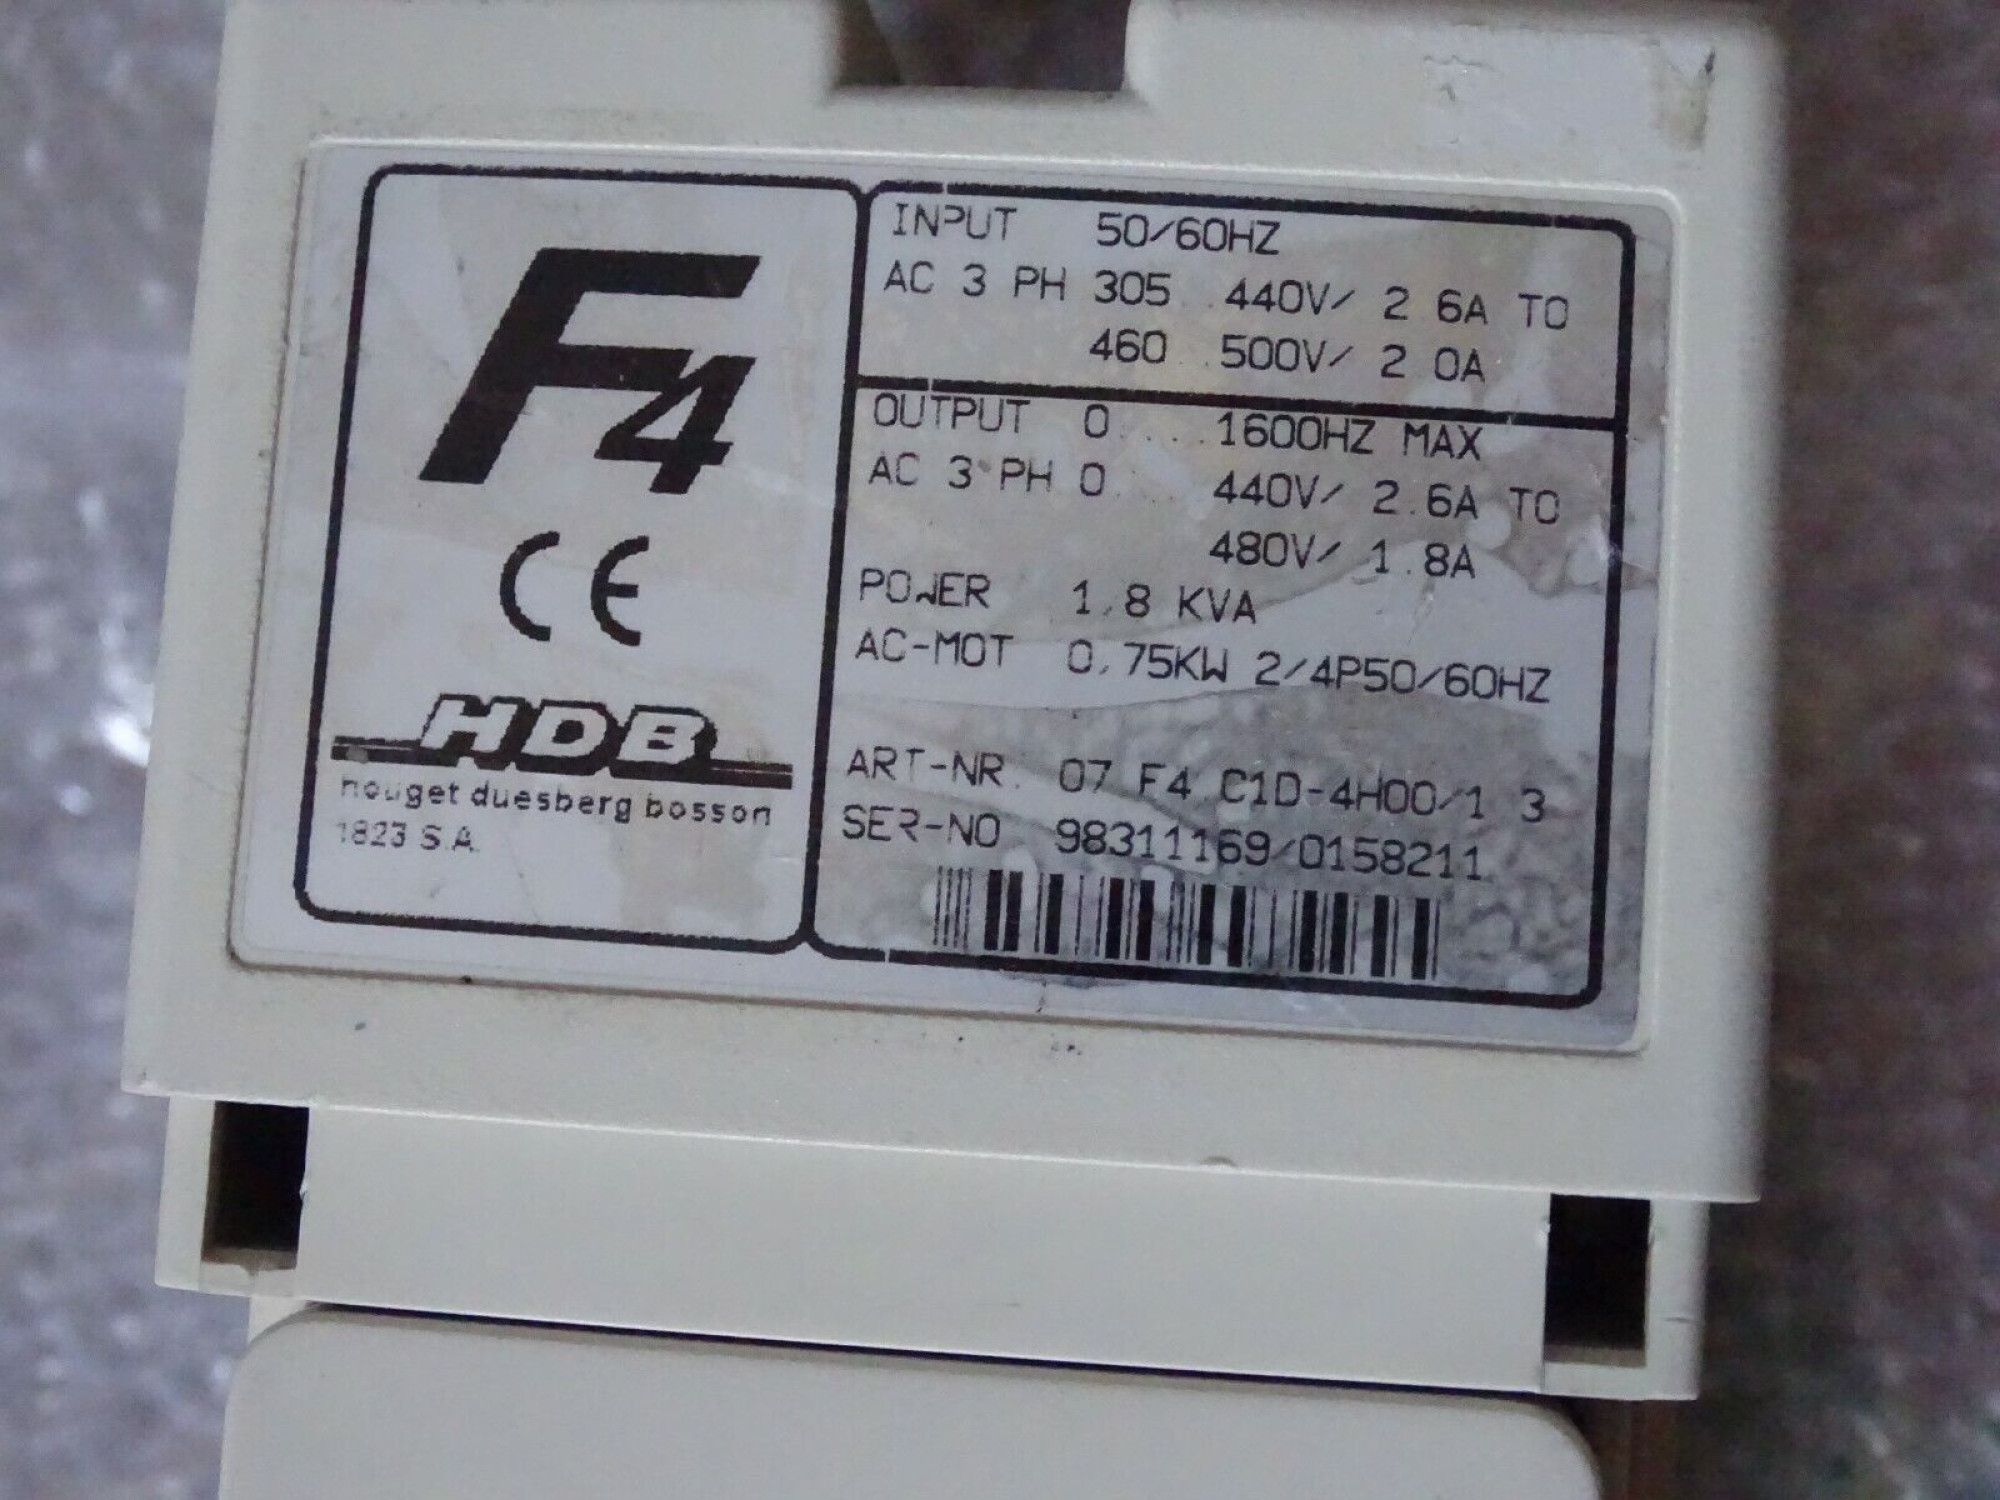 F4
CE
HDB
houget duesberg bosson
1823 S.A.
INPUT 50/60HZ
AC 3 PH 305 ..440V/ 2 6A TO
460 ..500V/ 2 0A
OUTPUT 0....1600HZ MAX
AC 3 PH 0... 440V/ 2.6A TO
480V/ 1.8A
POWER 1,8 KVA
AC-MOT 0,75KW 2/4P50/60HZ
ART-NR. 07 F4 C1D-4H00/1 3
SER-NO 98311169/0158211